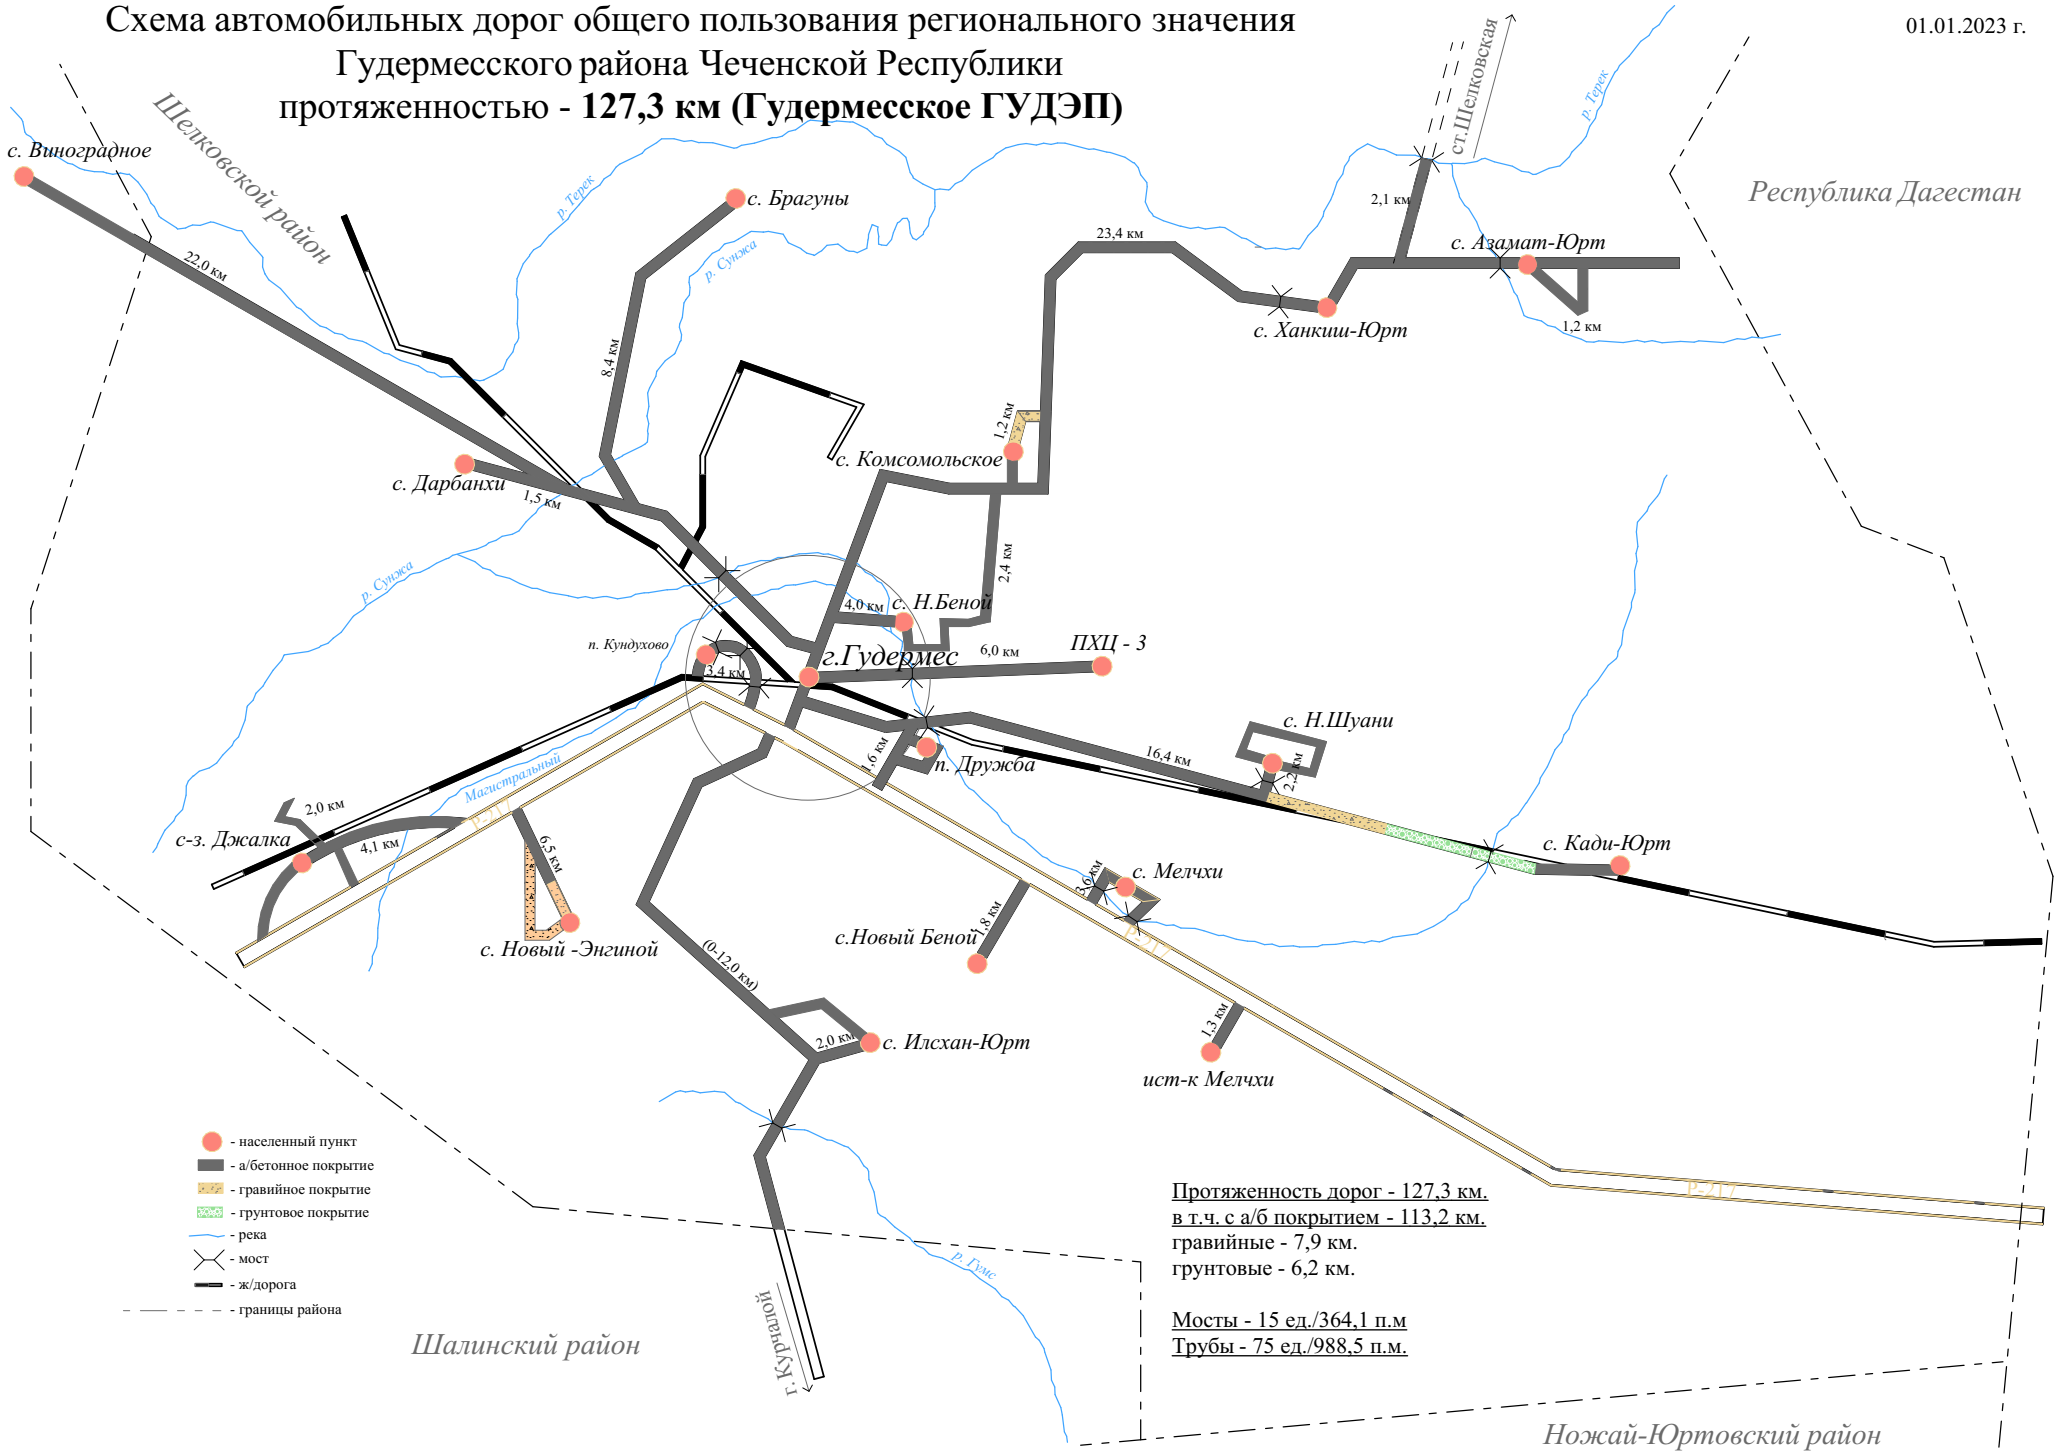 Схема автомобильных дорог общего пользования регионального значения
Гудермесского района Чеченской Республики
протяженностью - 127,3 км (Гудермесское ГУДЭП)
01.01.2023 г.
с. Виноградное
Шелковской район
р. Терек
с. Брагуны
р. Сунжа
22,0 км
8,4 км
23,4 км
2,1 км
ст.Шелковская
р. Терек
Республика Дагестан
с. Азамат-Юрт
1,2 км
с. Ханкиш-Юрт
1,2 км
с. Комсомольское
с. Дарбанхи
1,5 км
р. Сунжа
2,4 км
4,0 км
с. Н.Беной
п. Кундухово
3,4 км
г.Гудермес
6,0 км
ПХЦ - 3
1,6 км
п. Дружба
16,4 км
с. Н.Шуани
2,2 км
Магистральный
Р-217
2,0 км
с-з. Джалка
4,1 км
6,5 км
с. Новый -Энгиной
с. Кади-Юрт
3,6 км
с. Мелчхи
1,8 км
с.Новый Беной
Р-217
(0-12,0 км)
2,0 км
с. Илсхан-Юрт
1,3 км
ист-к Мелчхи
Р-217
- населенный пункт
- а/бетонное покрытие
- гравийное покрытие
- грунтовое покрытие
- река
- мост
- ж/дорога
- границы района
Протяженность дорог - 127,3 км.
в т.ч. с а/б покрытием - 113,2 км.
гравийные - 7,9 км.
грунтовые - 6,2 км.
Мосты - 15 ед./364,1 п.м
Трубы - 75 ед./988,5 п.м.
р. Гумс
г. Курчалой
Шалинский район
Ножай-Юртовский район